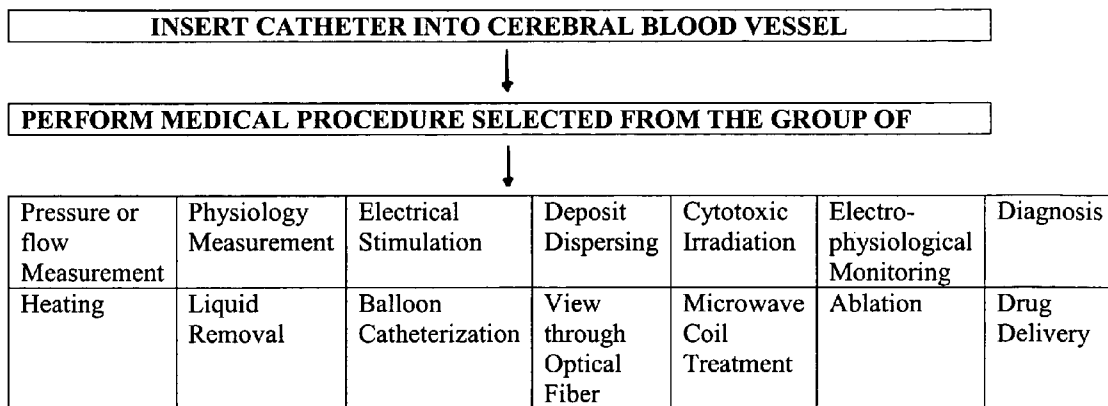 INSERT CATHETER INTO CEREBRAL BLOOD VESSEL
PERFORM MEDICAL PROCEDURE SELECTED FROM THE GROUP OF
Pressure or
flow
Measurement
Physiology
Measurement
Electrical
Stimulation
Deposit
Dispersing
Cytotoxic
Irradiation
Electro-
physiological
Monitoring
Diagnosis
Heating
Liquid
Removal
Balloon
Catheterization
View
through
Optical
Fiber
Microwave
Coil
Treatment
Ablation
Drug
Delivery